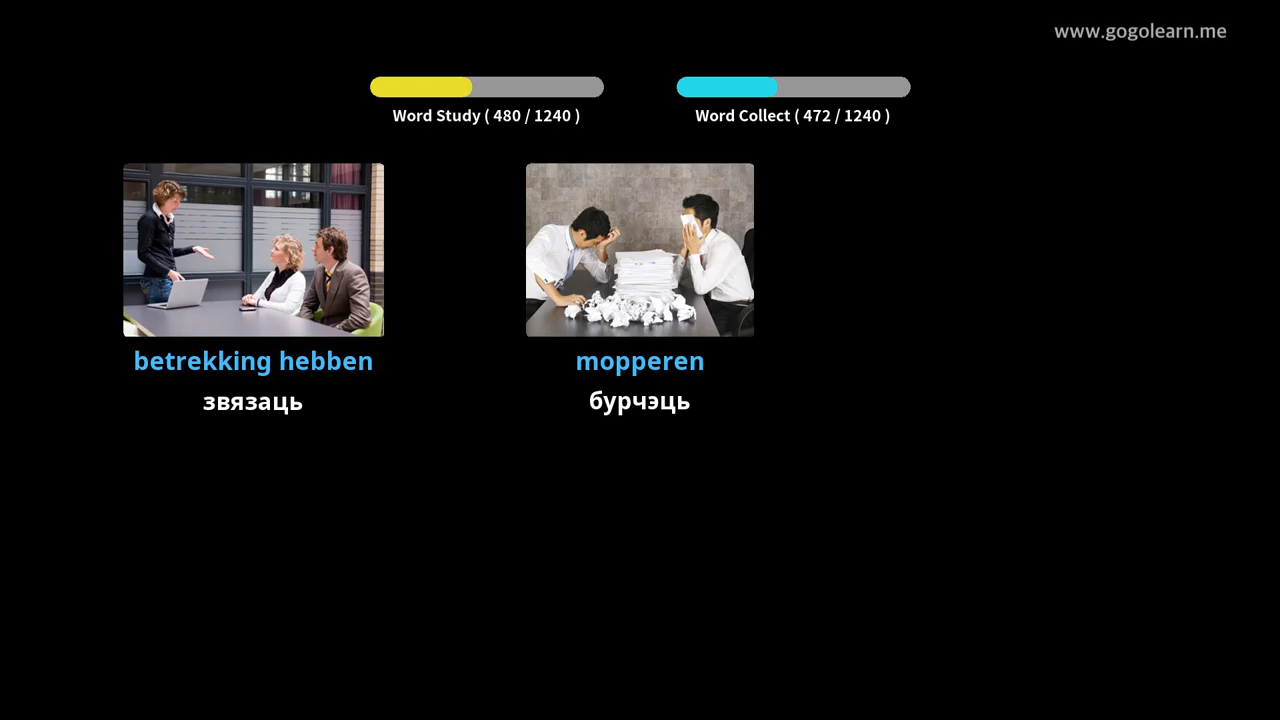 www.gogolearn.me
Word Study ( 480 / 1240 )
Word Collect ( 472 / 1240 )
betrekking hebben
звязаць
mopperen
бурчэць